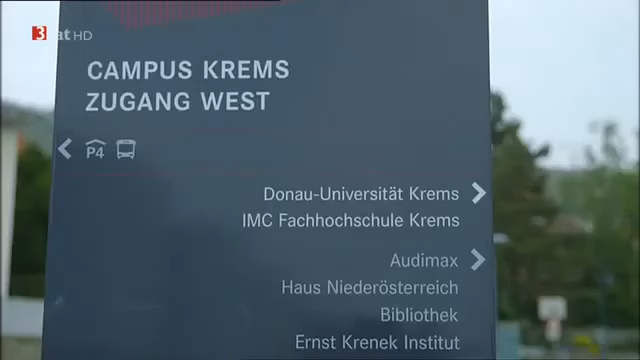 3sat HD
CAMPUS KREMS
ZUGANG WEST
P4
Donau-Universität Krems
IMC Fachhochschule Krems
Audimax
Haus Niederösterreich
Bibliothek
Ernst Krenek Institut